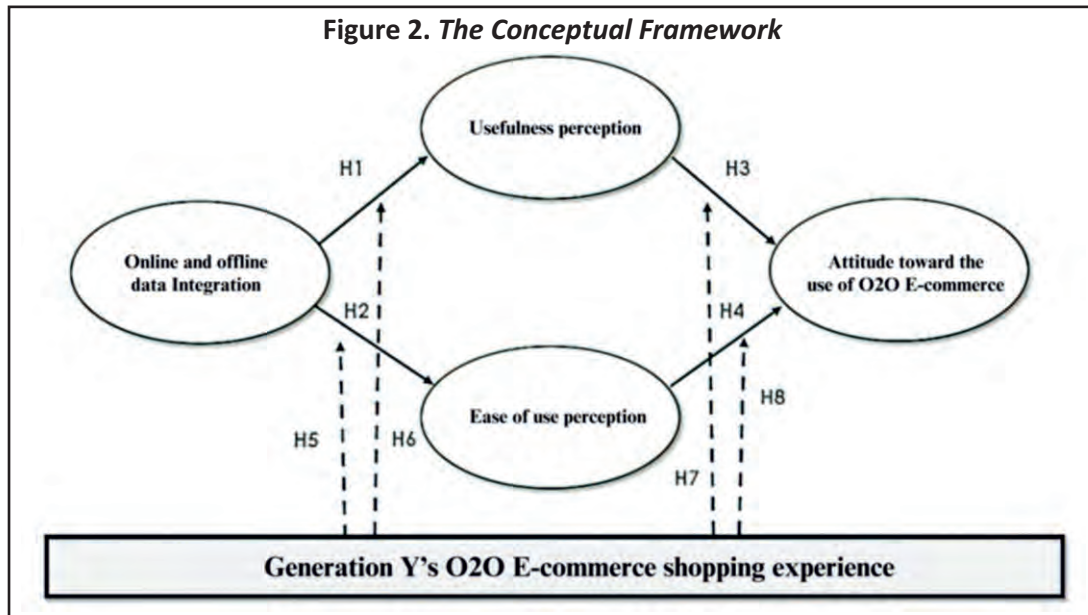 Figure 2. The Conceptual Framework
Usefulness perception
H1
H3
Online and offline
data Integration
Attitude toward the
use of O2O E-commerce
H2
H4
Ease of use perception
H5
H6
H7
H8
Generation Y's O2O E-commerce shopping experience